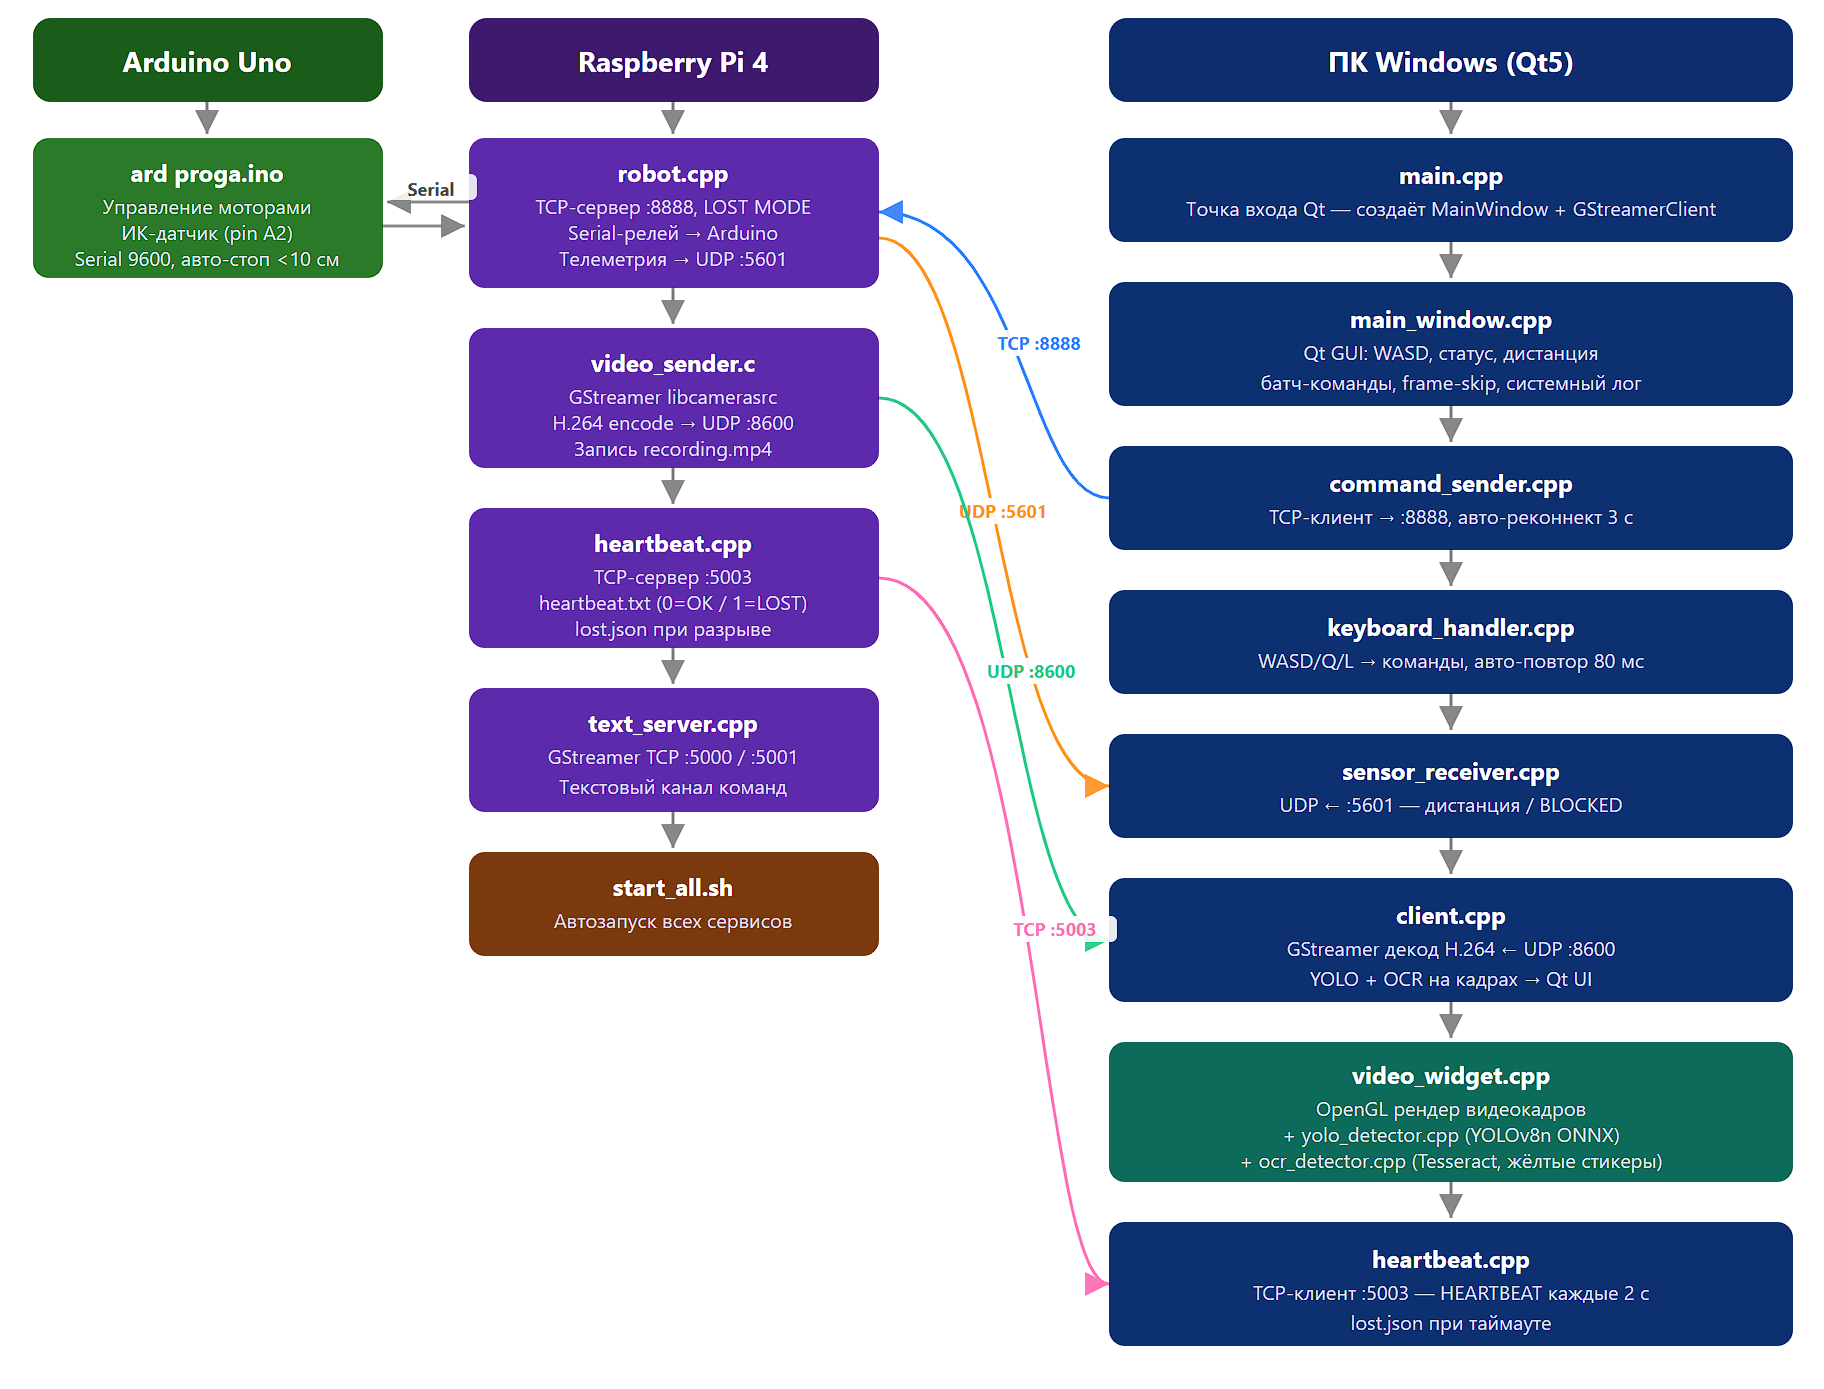 Arduino Uno
ard proga.ino
Управление моторами
ИК-датчик (pin A2)
Serial 9600, авто-стоп <10 см
Serial
Raspberry Pi 4
robot.cpp
TCP-сервер :8888, LOST MODE
Serial-релей → Arduino
Телеметрия → UDP :5601
video_sender.c
GStreamer libcamerasrc
H.264 encode → UDP :8600
Запись recording.mp4
heartbeat.cpp
TCP-сервер :5003
heartbeat.txt (0=OK / 1=LOST)
lost.json при разрыве
text_server.cpp
GStreamer TCP :5000 / :5001
Текстовый канал команд
start_all.sh
Автозапуск всех сервисов
TCP :8888
UDP :5601
UDP :8600
TCP :5003
ПК Windows (Qt5)
main.cpp
Точка входа Qt — создаёт MainWindow + GStreamerClient
main_window.cpp
Qt GUI: WASD, статус, дистанция
батч-команды, frame-skip, системный лог
command_sender.cpp
TCP-клиент → :8888, авто-реконнект 3 с
keyboard_handler.cpp
WASD/Q/L → команды, авто-повтор 80 мс
sensor_receiver.cpp
UDP ← :5601 — дистанция / BLOCKED
client.cpp
GStreamer декод H.264 ← UDP :8600
YOLO + OCR на кадрах → Qt UI
video_widget.cpp
OpenGL рендер видеокадров
+ yolo_detector.cpp (YOLOv8n ONNX)
+ ocr_detector.cpp (Tesseract, жёлтые стикеры)
heartbeat.cpp
TCP-клиент :5003 — HEARTBEAT каждые 2 с
lost.json при таймауте